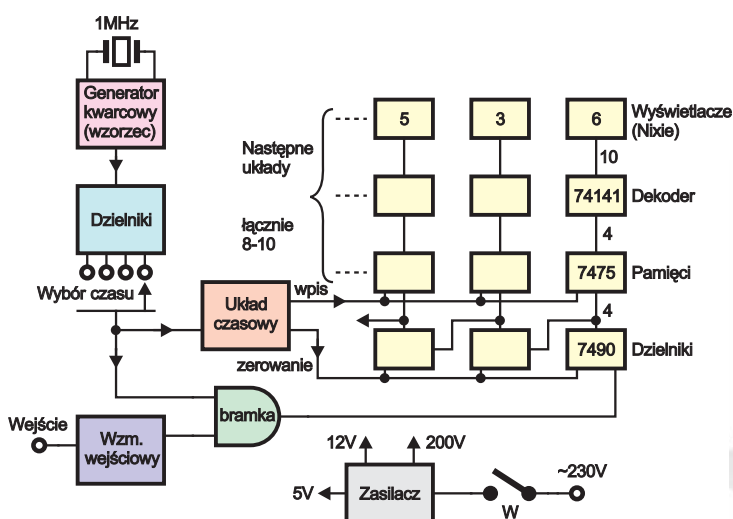 1MHz
Generator
kwarcowy
(wzorzec)
Dzielniki
Wybór czasu
Układ
czasowy
wpis
zerowanie
Wejście
Wzm.
wejściowy
bramka
Następne
układy
łącznie
8-10
5
3
6
Wyświetlacze
(Nixie)
10
74141
Dekoder
4
7475
Pamięci
4
7490
Dzielniki
12V
200V
5V
Zasilacz
W
~230V